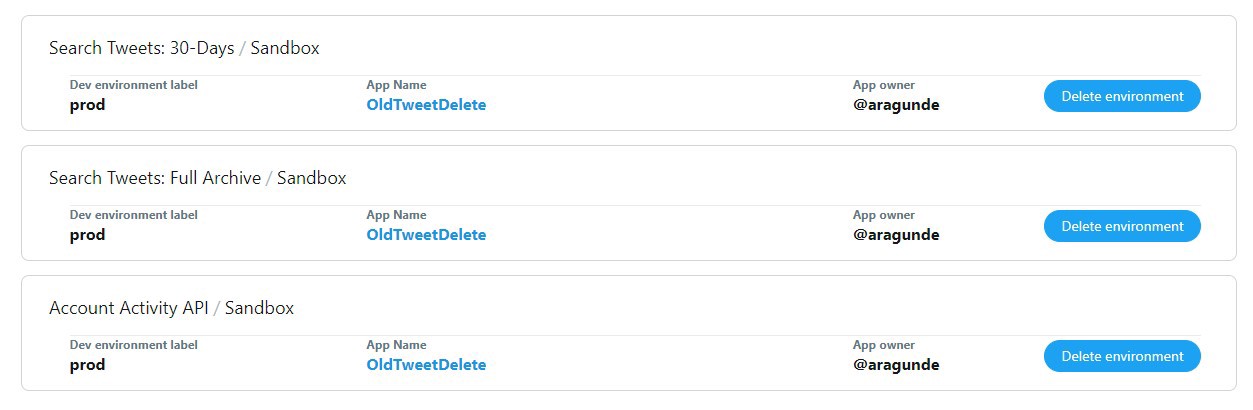 Search Tweets: 30-Days / Sandbox
Dev environment label App Name App owner
prod OldTweetDelete @aragunde Delete environment
Search Tweets: Full Archive / Sandbox
Dev environment label App Name App owner
prod OldTweetDelete @aragunde Delete environment
Account Activity API / Sandbox
Dev environment label App Name App owner
prod OldTweetDelete @aragunde Delete environment